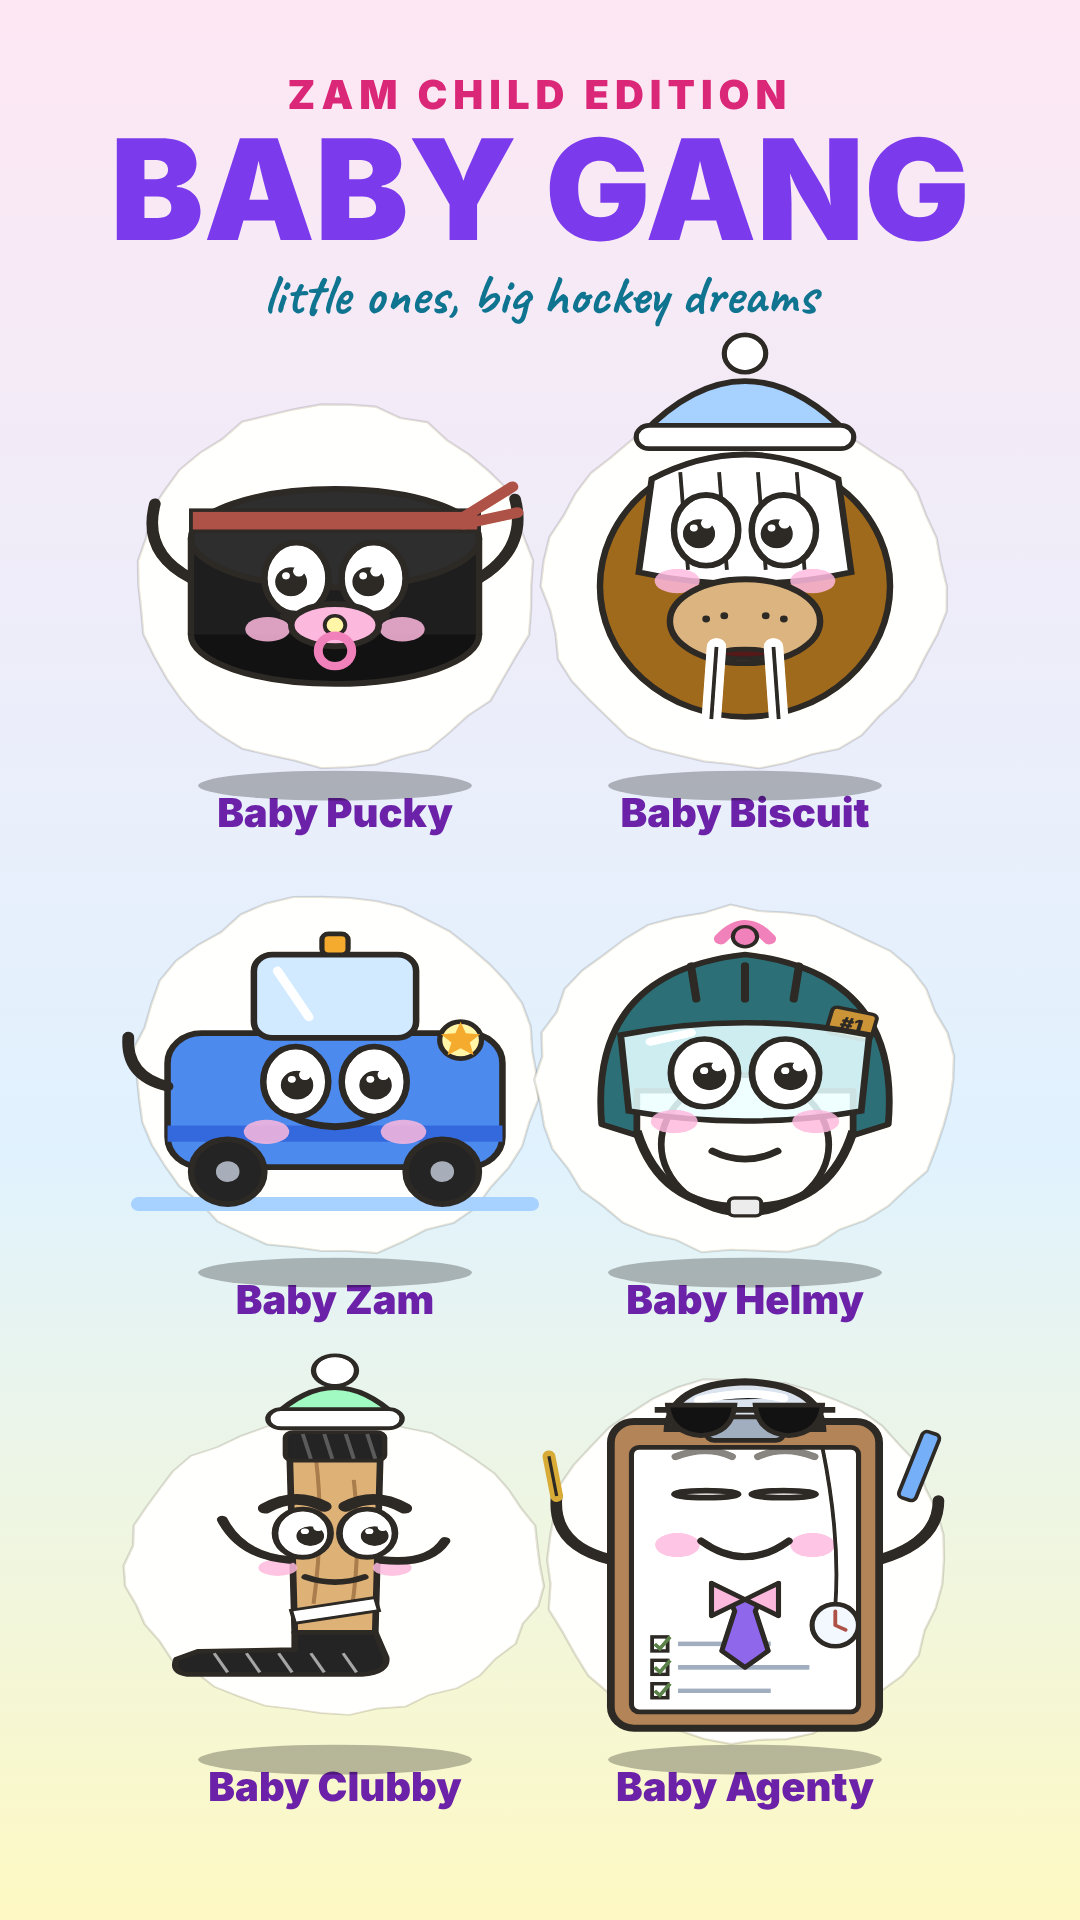 ZAM CHILD EDITION
BABY GANG
little ones, big hockey dreams
Baby Pucky
Baby Biscuit
#1
Baby Zam
Baby Helmy
Baby Clubby
Baby Agenty